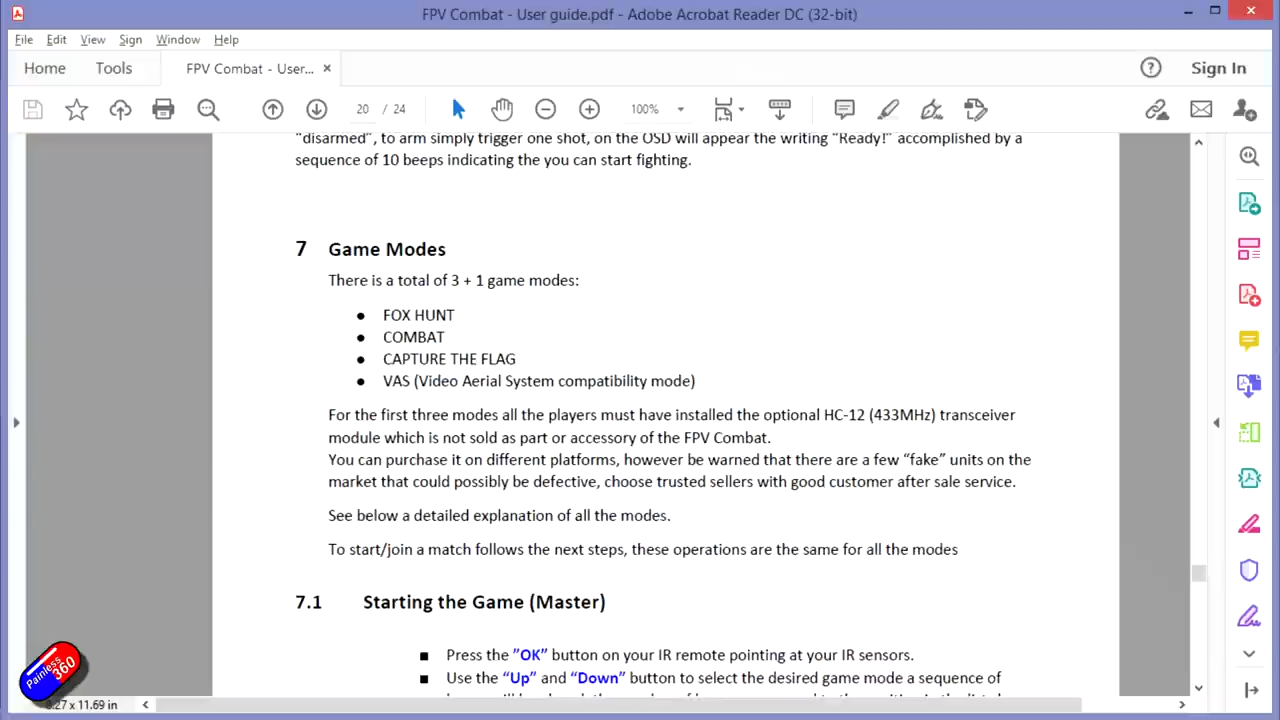 FPV Combat - User guide.pdf - Adobe Acrobat Reader DC (32-bit)
File Edit View Sign Window Help
Home Tools FPV Combat - User... × Sign In
20 / 24 100%
"disarmed", to arm simply trigger one shot, on the OSD will appear the writing "Ready!" accomplished by a
sequence of 10 beeps indicating the you can start fighting.
7 Game Modes
There is a total of 3 + 1 game modes:
● FOX HUNT
● COMBAT
● CAPTURE THE FLAG
● VAS (Video Aerial System compatibility mode)
For the first three modes all the players must have installed the optional HC-12 (433MHz) transceiver
module which is not sold as part or accessory of the FPV Combat.
You can purchase it on different platforms, however be warned that there are a few “fake” units on the
market that could possibly be defective, choose trusted sellers with good customer after sale service.
See below a detailed explanation of all the modes.
To start/join a match follows the next steps, these operations are the same for all the modes
7.1 Starting the Game (Master)
■ Press the ”OK” button on your IR remote pointing at your IR sensors.
■ Use the “Up” and “Down” button to select the desired game mode a sequence of
Painless360
8.27 x 11.69 in